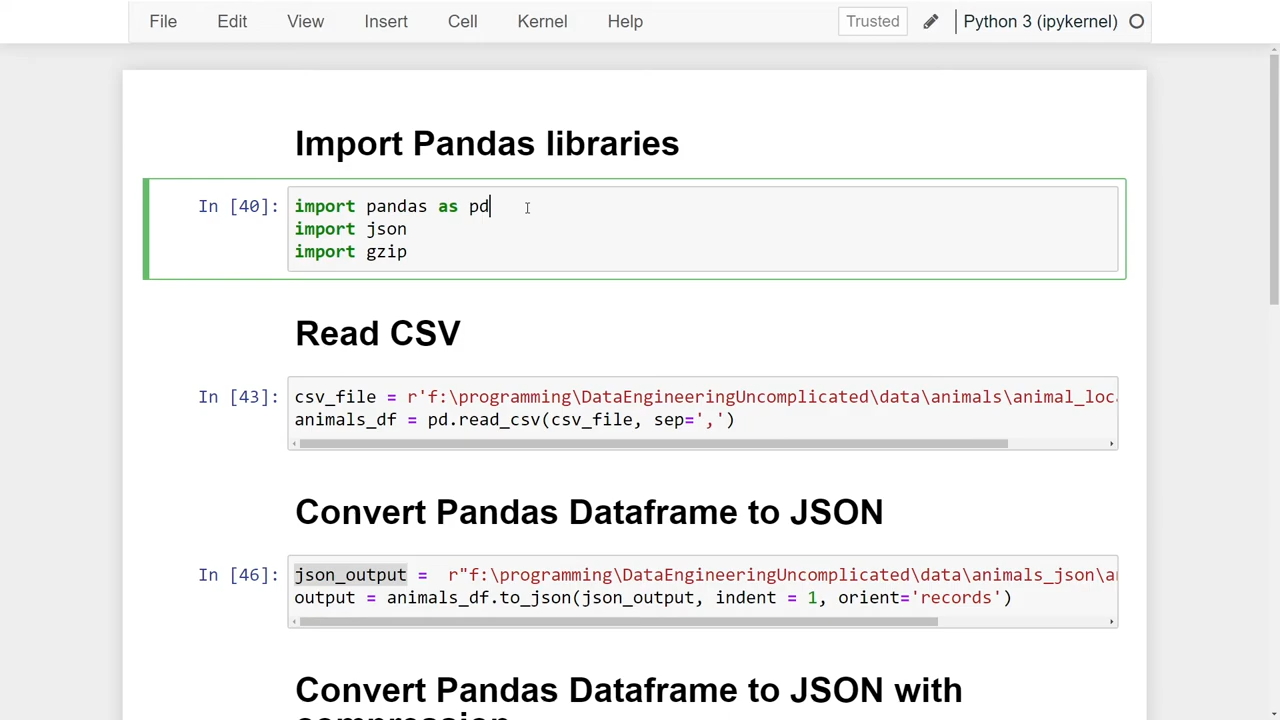 File Edit View Insert Cell Kernel Help Trusted Python 3 (ipykernel)
Import Pandas libraries
In [40]: import pandas as pd
import json
import gzip
Read CSV
In [43]: csv_file = r'f:\programming\DataEngineeringUncomplicated\data\animals\animal_loc
animals_df = pd.read_csv(csv_file, sep=',')
Convert Pandas Dataframe to JSON
In [46]: json_output = r"f:\programming\DataEngineeringUncomplicated\data\animals_json\an
output = animals_df.to_json(json_output, indent = 1, orient='records')
Convert Pandas Dataframe to JSON with
compression